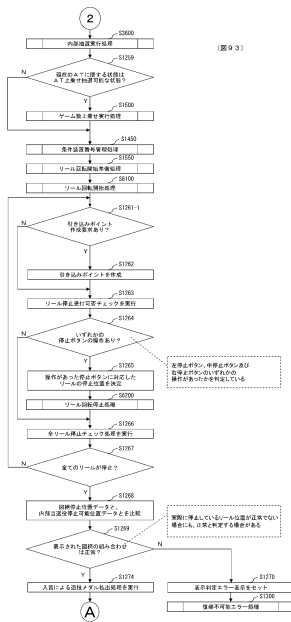 2
S3600
内部抽選実行処理
(図93)
S1259
現在のATに関する状態は
AT上乗せ抽選可能な状態?
N
Y
S1500
ゲーム数上乗せ実行処理
S1450
条件装置番号管理処理
S1550
リール回転開始準備処理
S6100
リール回転開始処理
S1261-1
引き込みポイント
作成要求あり?
N
Y
S1262
引き込みポイントを作成
S1263
リール停止受付可否チェックを実行
S1264
いずれかの
停止ボタンの操作あり?
N
Y
左停止ボタン、中停止ボタン及び
右停止ボタンのいずれかの
操作があったかを判定している
S1265
操作があった停止ボタンに対応した
リールの停止位置を決定
S6200
リール回転停止処理
S1266
全リール停止チェック処理を実行
S1267
全てのリールが停止?
N
Y
S1268
図柄停止位置データと、
内部当選役停止可能位置データとを比較
実際に停止しているリール位置が正常でない
場合にも、正常と判定する場合がある
S1269
表示された図柄の組み合わせ
は正常?
N
Y
S1274
入賞による遊技メダル払出処理を実行
S1270
表示判定エラー表示をセット
S1300
復帰不可能エラー処理
A